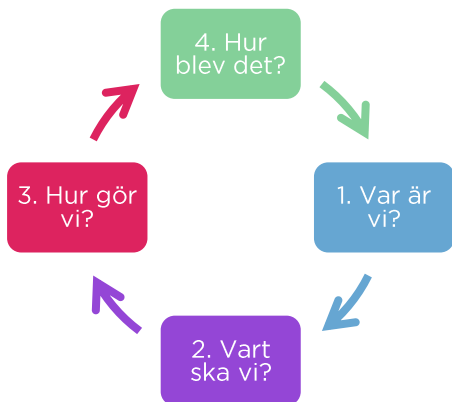 4. Hur
blev det?
3. Hur gör
vi?
1. Var är
vi?
2. Vart
ska vi?